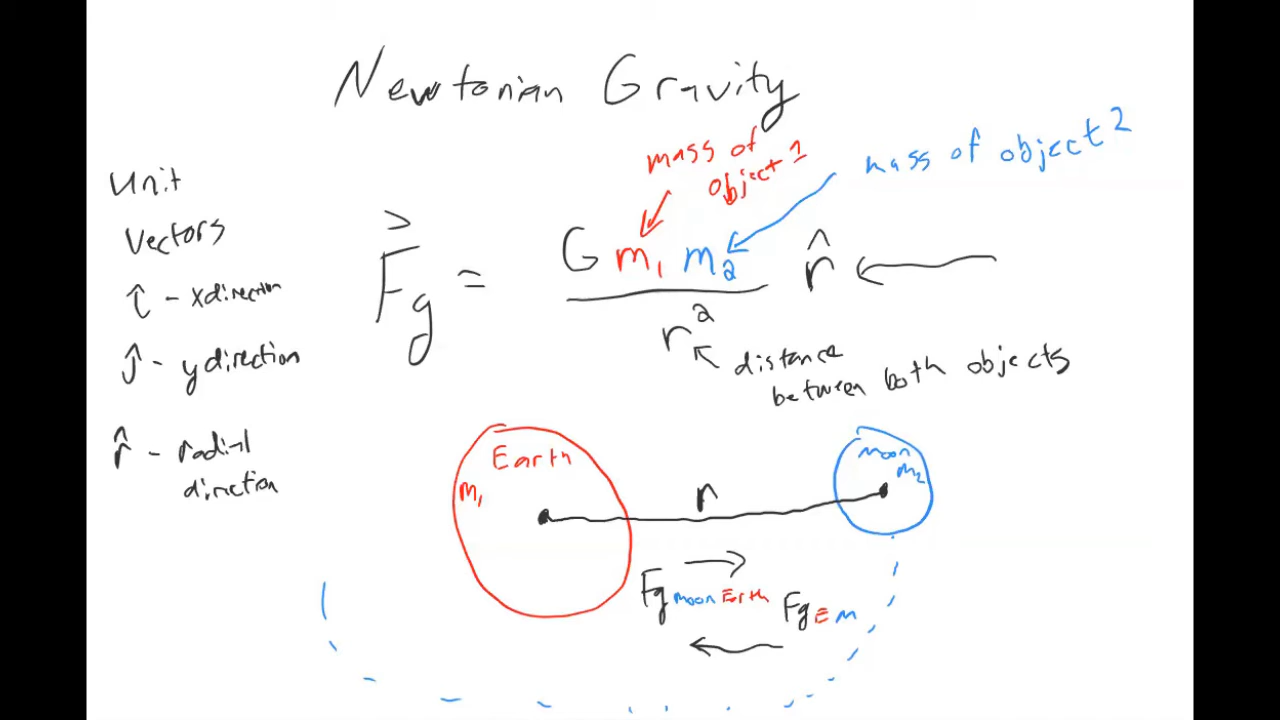 Newtonian Gravity
mass of
object 1
mass of object 2
Unit
Vectors
î - x direction
ĵ - y direction
r̂ - radial
direction
F⃗g = G m₁ m₂ / r² r̂
distance
between both objects
Earth
m₁
moon
m₂
r
Fg moon Earth
Fg E M